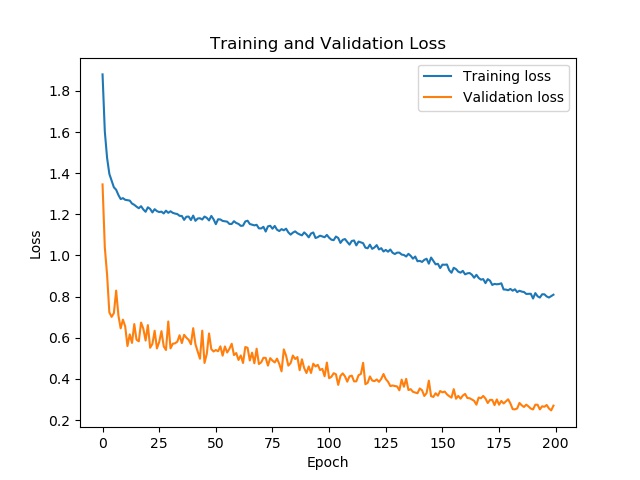 Training and Validation Loss
Training loss
Validation loss
1.8
1.6
1.4
1.2
1.0
0.8
0.6
0.4
0.2
Loss
0 25 50 75 100 125 150 175 200
Epoch